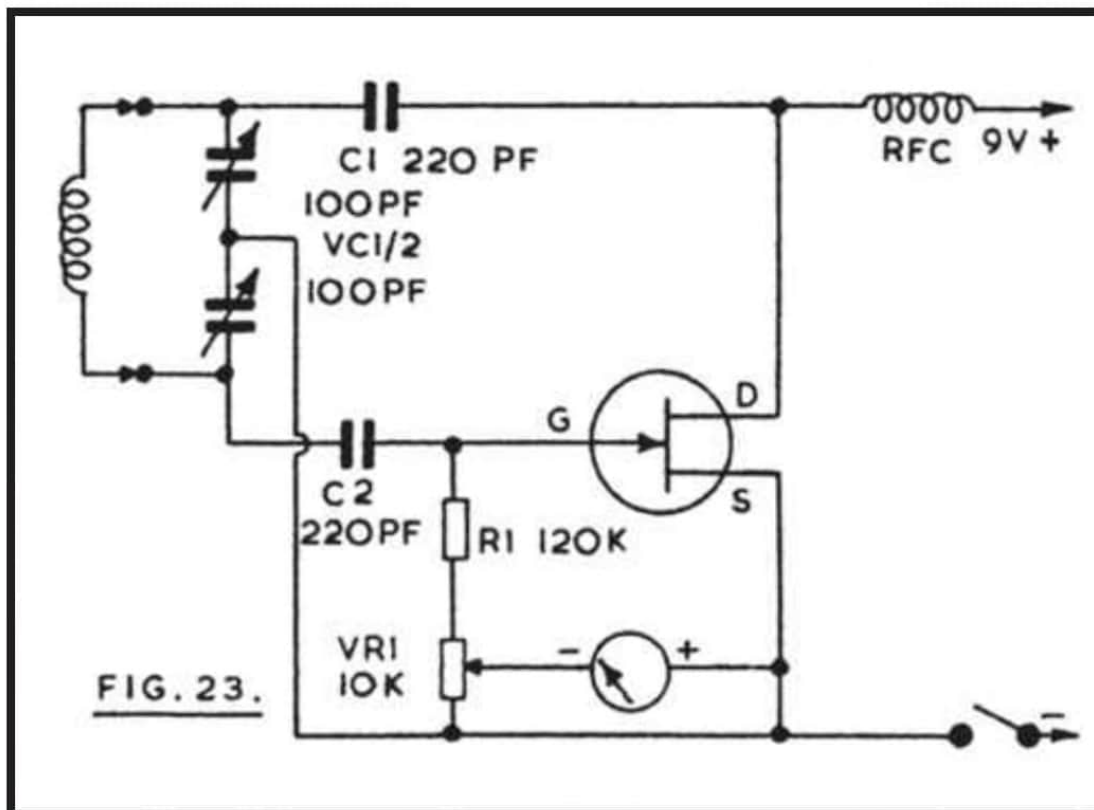 C1 220 PF
RFC
9V +
100PF
VC1/2
100PF
G
D
S
C2
220PF
R1 120K
VR1
10K
-
+
-
FIG. 23.